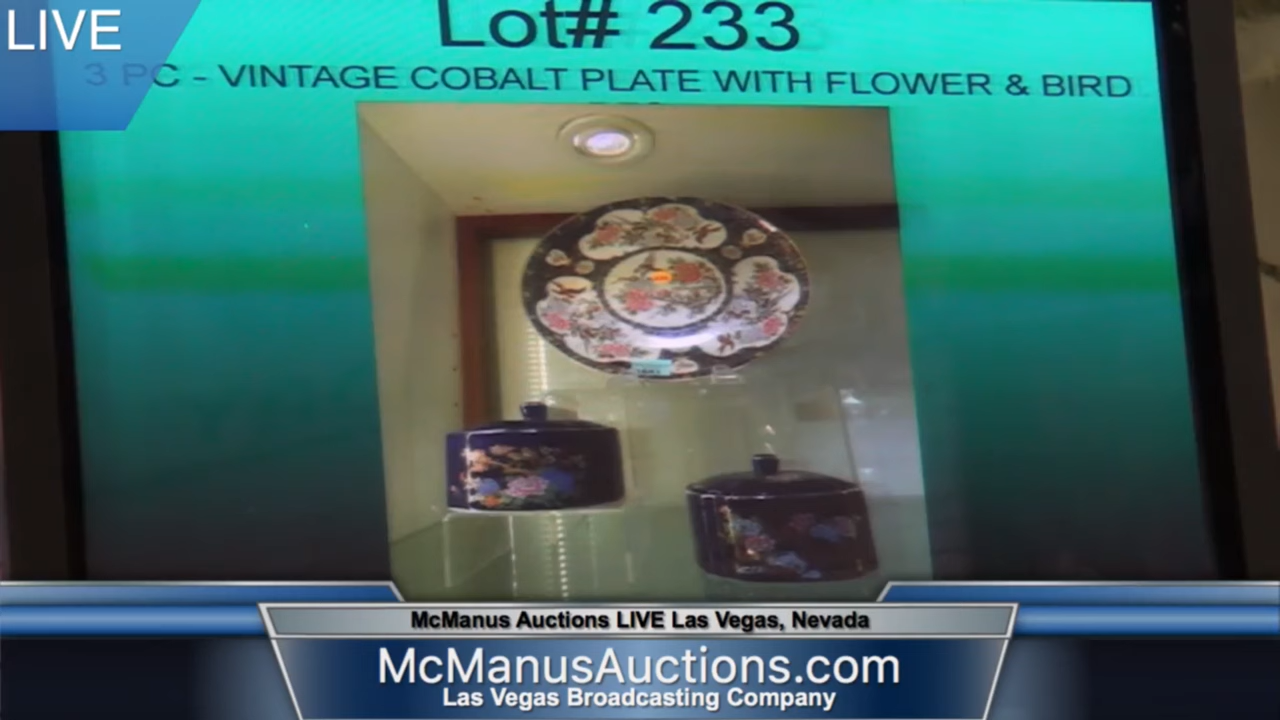 LIVE
Lot# 233
3 PC - VINTAGE COBALT PLATE WITH FLOWER & BIRD
McManus Auctions LIVE Las Vegas, Nevada
McManusAuctions.com
Las Vegas Broadcasting Company